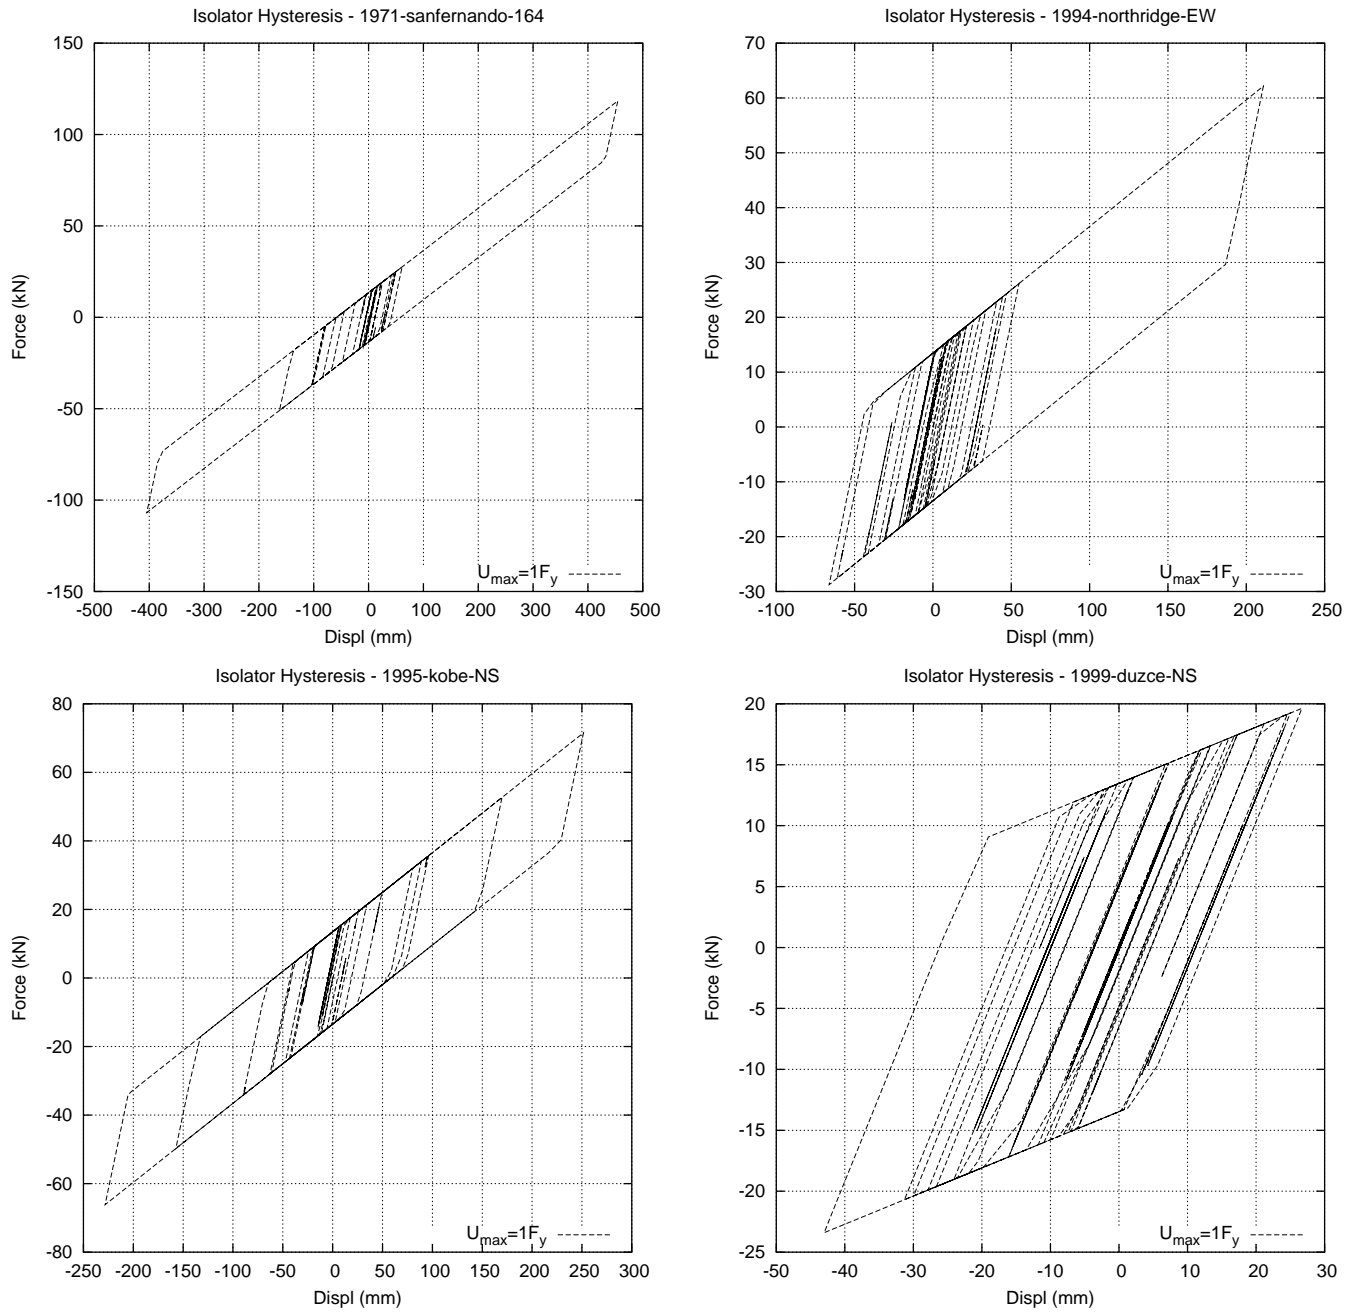 Isolator Hysteresis - 1971-sanfernando-164
150
100
50
0
-50
-100
-150
Force (kN)
U_max=1F_y
-500 -400 -300 -200 -100 0 100 200 300 400 500
Displ (mm)
Isolator Hysteresis - 1994-northridge-EW
70
60
50
40
30
20
10
0
-10
-20
-30
Force (kN)
U_max=1F_y
-100 -50 0 50 100 150 200 250
Displ (mm)
Isolator Hysteresis - 1995-kobe-NS
80
60
40
20
0
-20
-40
-60
-80
Force (kN)
U_max=1F_y
-250 -200 -150 -100 -50 0 50 100 150 200 250 300
Displ (mm)
Isolator Hysteresis - 1999-duzce-NS
20
15
10
5
0
-5
-10
-15
-20
-25
Force (kN)
U_max=1F_y
-50 -40 -30 -20 -10 0 10 20 30
Displ (mm)